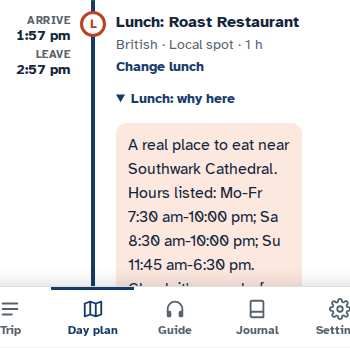 ARRIVE
1:57 pm
LEAVE
2:57 pm
L
Lunch: Roast Restaurant
British · Local spot · 1 h
Change lunch
▼ Lunch: why here
A real place to eat near
Southwark Cathedral.
Hours listed: Mo-Fr
7:30 am-10:00 pm; Sa
8:30 am-10:00 pm; Su
11:45 am-6:30 pm.
Trip
Day plan
Guide
Journal
Settin